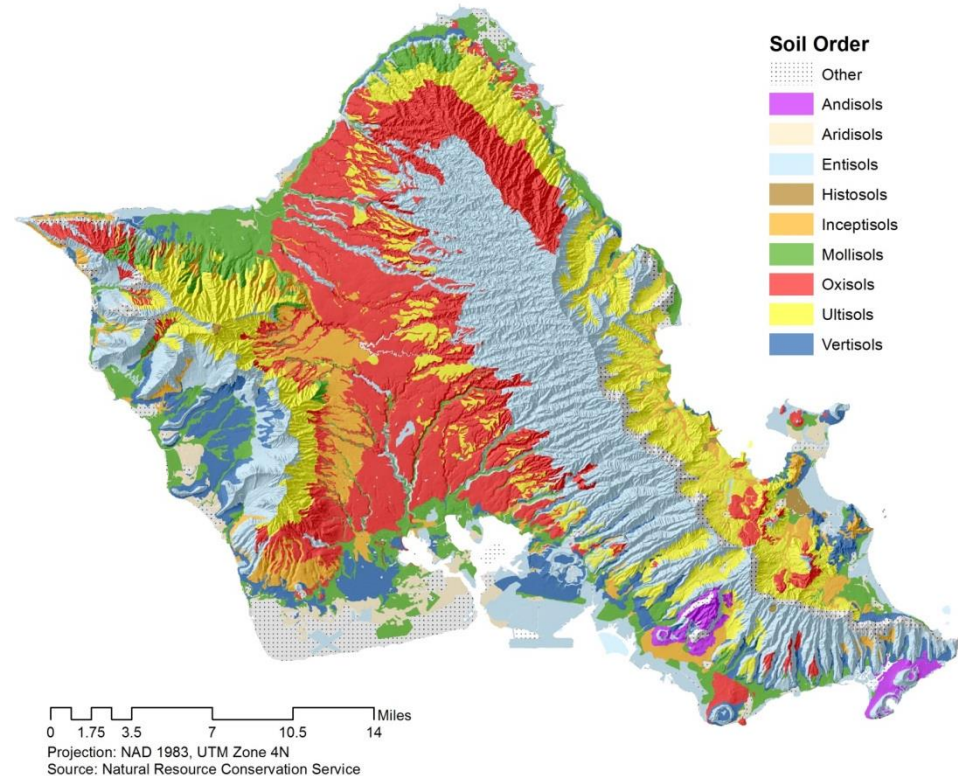 Soil Order
Other
Andisols
Aridisols
Entisols
Histosols
Inceptisols
Mollisols
Oxisols
Ultisols
Vertisols
Miles
0 1.75 3.5 7 10.5 14
Projection: NAD 1983, UTM Zone 4N
Source: Natural Resource Conservation Service